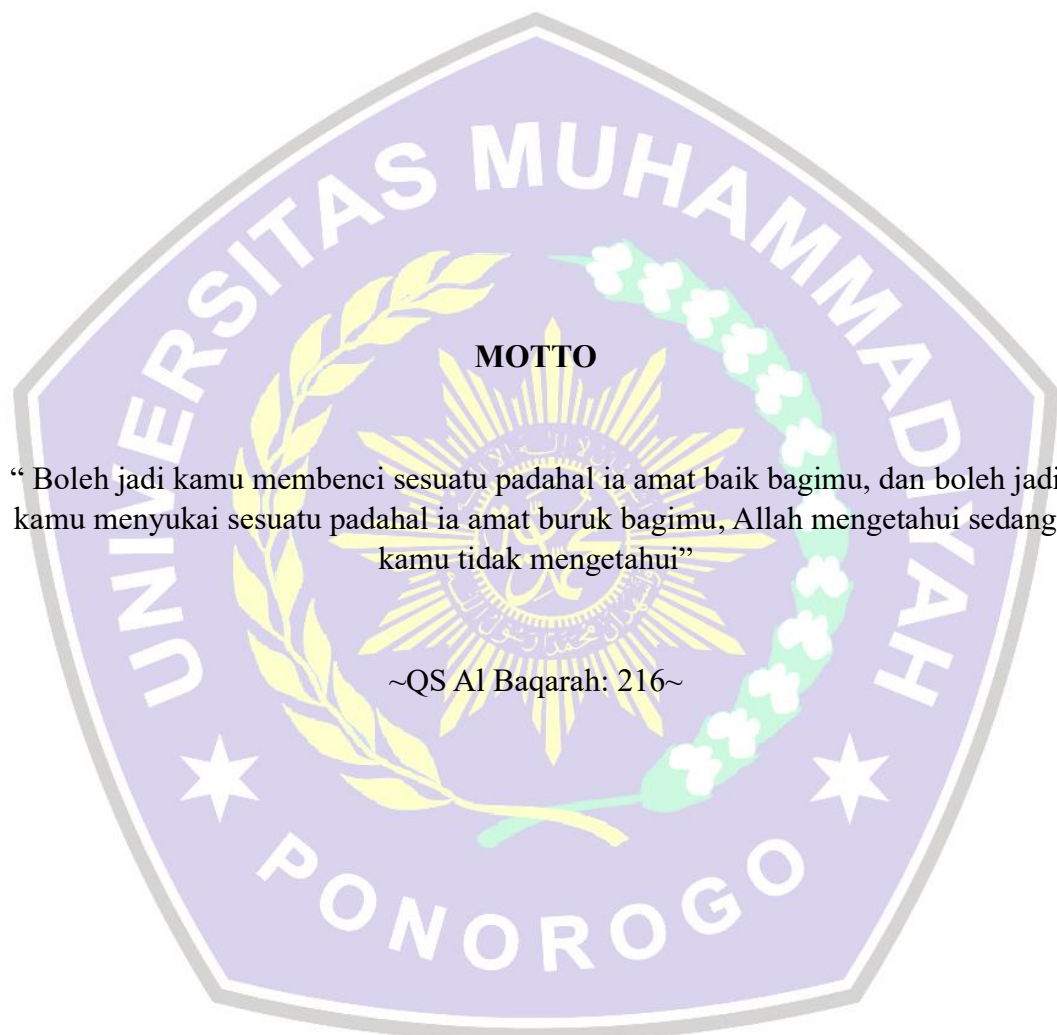 UNIVERSITAS MUHAMMADIYAH
MOTTO
“ Boleh jadi kamu membenci sesuatu padahal ia amat baik bagimu, dan boleh jadi
kamu menyukai sesuatu padahal ia amat buruk bagimu, Allah mengetahui sedang
kamu tidak mengetahui”
~QS Al Baqarah: 216~
PONOROGO